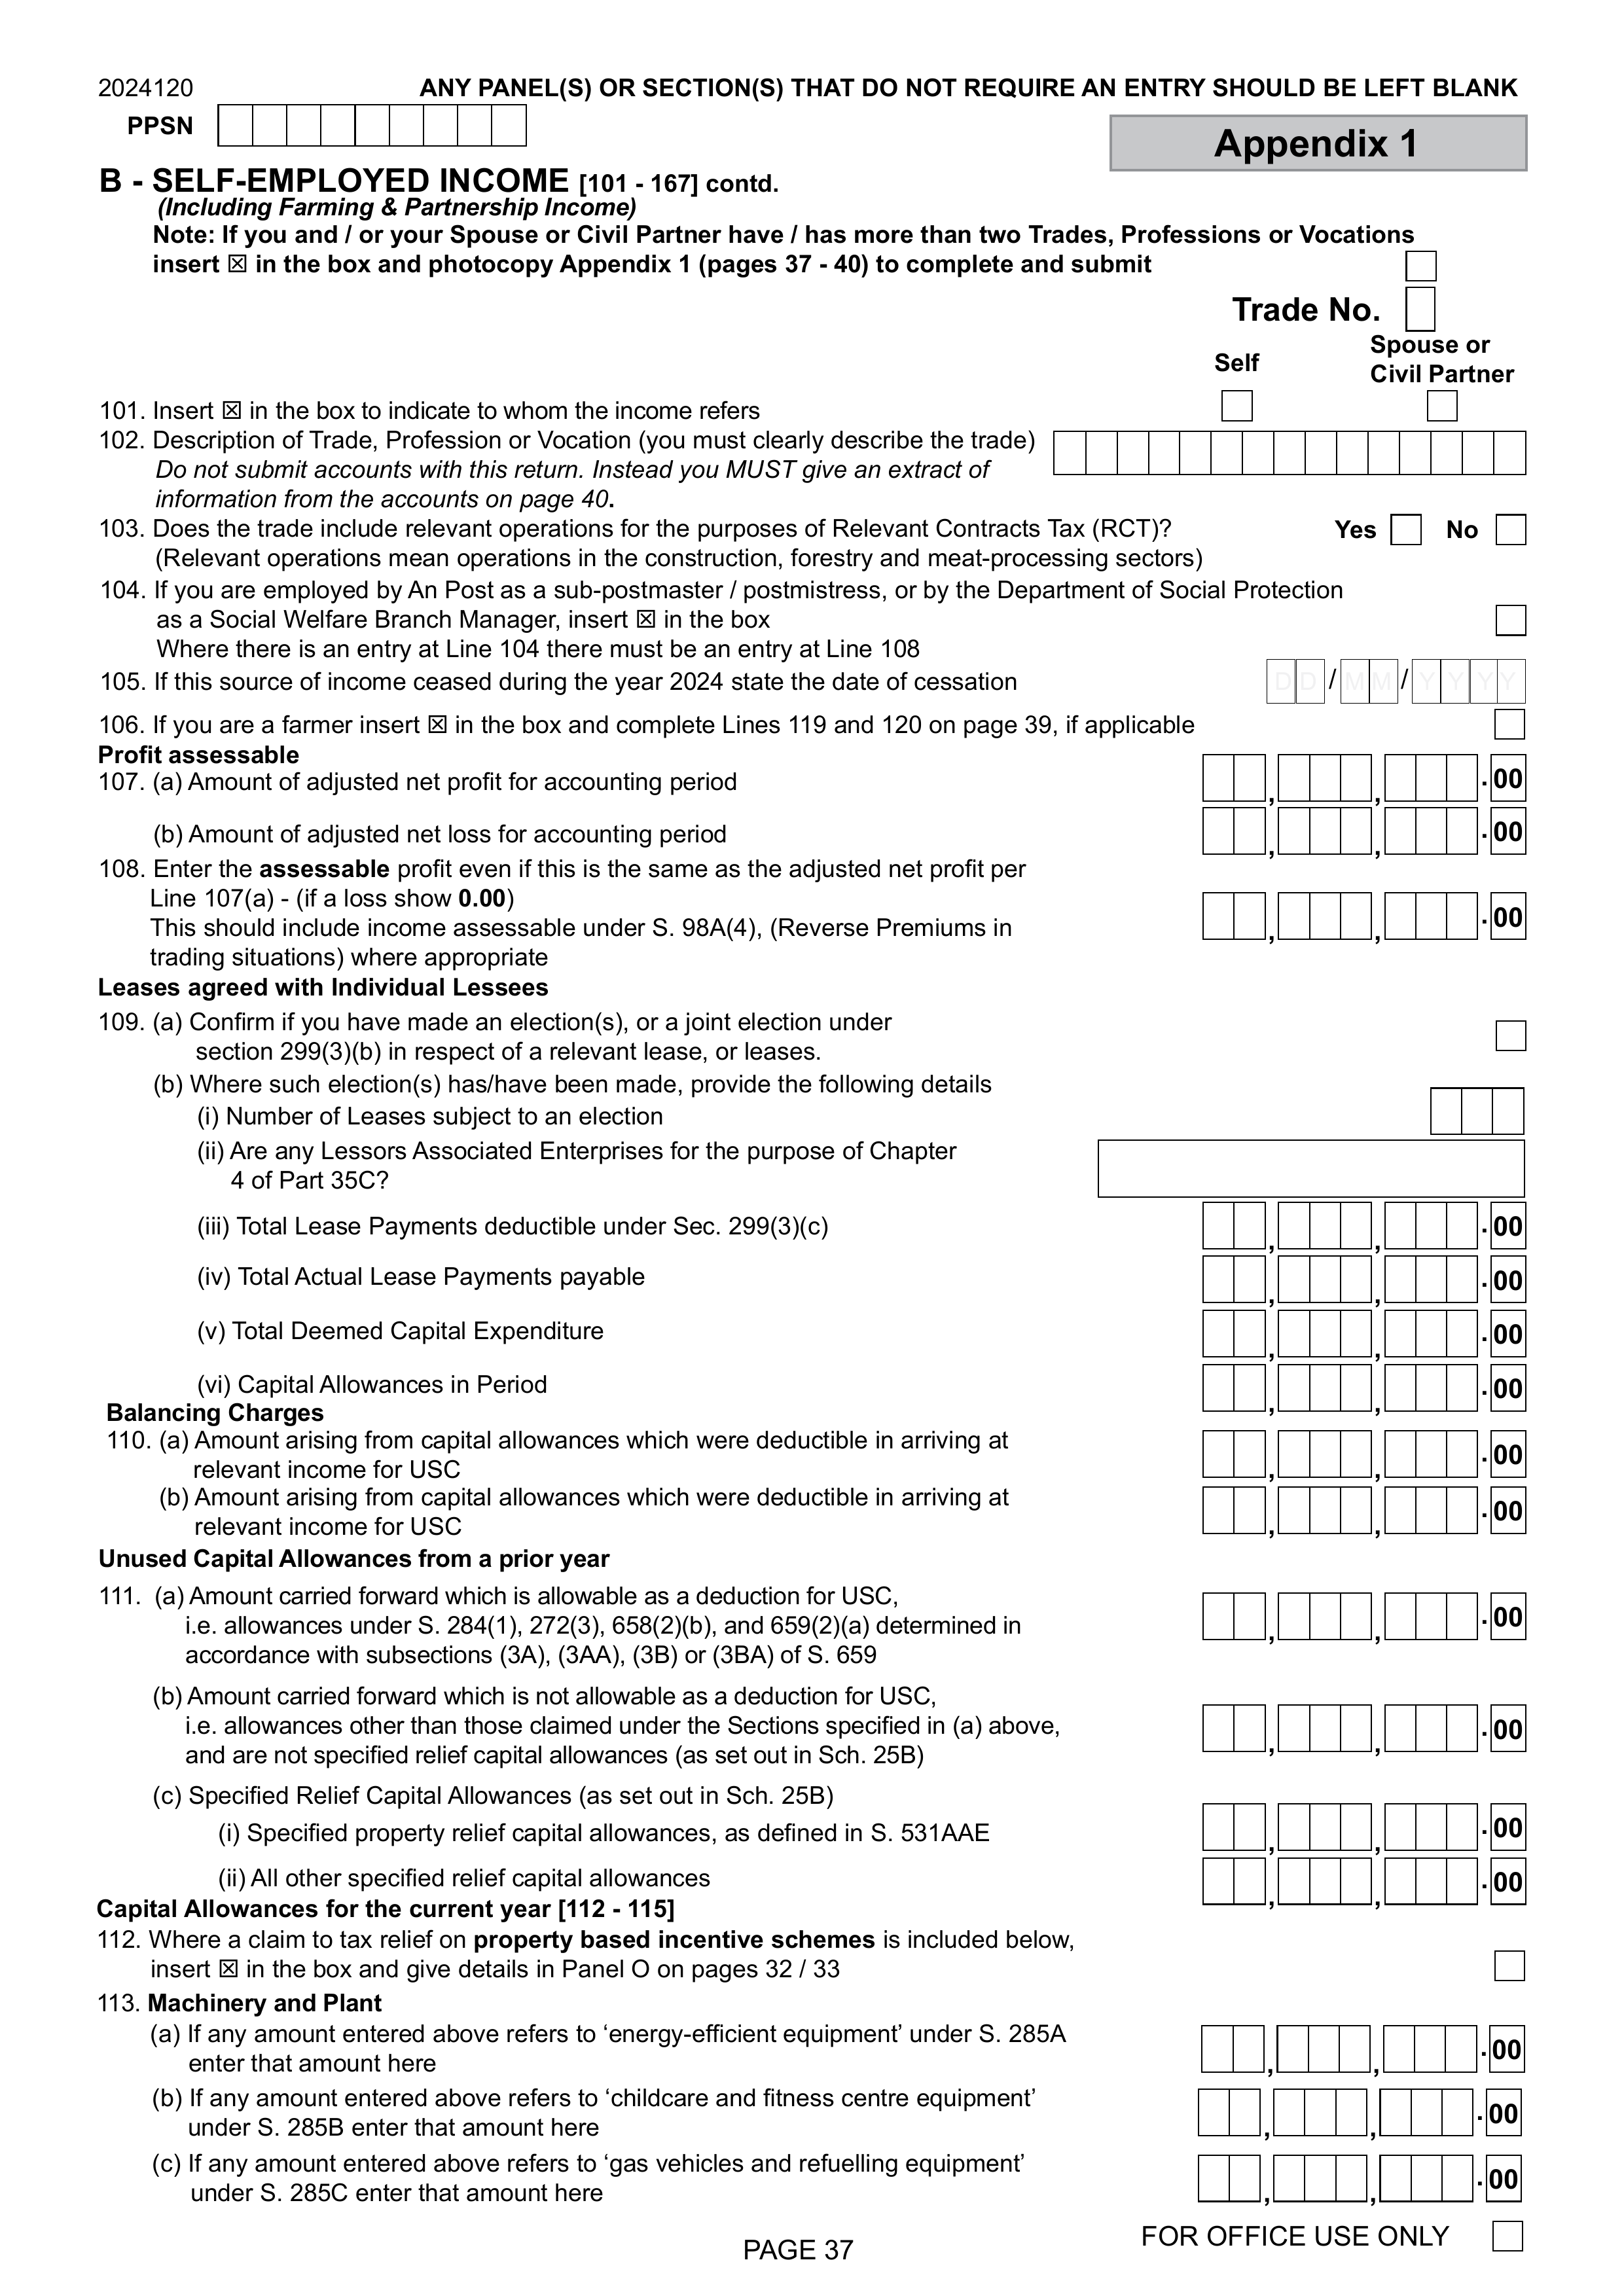 2024120
ANY PANEL(S) OR SECTION(S) THAT DO NOT REQUIRE AN ENTRY SHOULD BE LEFT BLANK
PPSN
Appendix 1
B - SELF-EMPLOYED INCOME [101 - 167] contd.
(Including Farming & Partnership Income)
Note: If you and / or your Spouse or Civil Partner have / has more than two Trades, Professions or Vocations
insert ☒ in the box and photocopy Appendix 1 (pages 37 - 40) to complete and submit
Trade No.
Self
Spouse or
Civil Partner
101. Insert ☒ in the box to indicate to whom the income refers
102. Description of Trade, Profession or Vocation (you must clearly describe the trade)
Do not submit accounts with this return. Instead you MUST give an extract of
information from the accounts on page 40.
103. Does the trade include relevant operations for the purposes of Relevant Contracts Tax (RCT)? Yes No
(Relevant operations mean operations in the construction, forestry and meat-processing sectors)
104. If you are employed by An Post as a sub-postmaster / postmistress, or by the Department of Social Protection
as a Social Welfare Branch Manager, insert ☒ in the box
Where there is an entry at Line 104 there must be an entry at Line 108
105. If this source of income ceased during the year 2024 state the date of cessation DD/MM/YYYY
106. If you are a farmer insert ☒ in the box and complete Lines 119 and 120 on page 39, if applicable
Profit assessable
107. (a) Amount of adjusted net profit for accounting period , , .00
(b) Amount of adjusted net loss for accounting period , , .00
108. Enter the assessable profit even if this is the same as the adjusted net profit per
Line 107(a) - (if a loss show 0.00) , , .00
This should include income assessable under S. 98A(4), (Reverse Premiums in
trading situations) where appropriate
Leases agreed with Individual Lessees
109. (a) Confirm if you have made an election(s), or a joint election under
section 299(3)(b) in respect of a relevant lease, or leases.
(b) Where such election(s) has/have been made, provide the following details
(i) Number of Leases subject to an election
(ii) Are any Lessors Associated Enterprises for the purpose of Chapter
4 of Part 35C?
(iii) Total Lease Payments deductible under Sec. 299(3)(c) , , .00
(iv) Total Actual Lease Payments payable , , .00
(v) Total Deemed Capital Expenditure , , .00
(vi) Capital Allowances in Period , , .00
Balancing Charges
110. (a) Amount arising from capital allowances which were deductible in arriving at
relevant income for USC , , .00
(b) Amount arising from capital allowances which were deductible in arriving at
relevant income for USC , , .00
Unused Capital Allowances from a prior year
111. (a) Amount carried forward which is allowable as a deduction for USC,
i.e. allowances under S. 284(1), 272(3), 658(2)(b), and 659(2)(a) determined in , , .00
accordance with subsections (3A), (3AA), (3B) or (3BA) of S. 659
(b) Amount carried forward which is not allowable as a deduction for USC,
i.e. allowances other than those claimed under the Sections specified in (a) above, , , .00
and are not specified relief capital allowances (as set out in Sch. 25B)
(c) Specified Relief Capital Allowances (as set out in Sch. 25B)
(i) Specified property relief capital allowances, as defined in S. 531AAE , , .00
(ii) All other specified relief capital allowances , , .00
Capital Allowances for the current year [112 - 115]
112. Where a claim to tax relief on property based incentive schemes is included below,
insert ☒ in the box and give details in Panel O on pages 32 / 33
113. Machinery and Plant
(a) If any amount entered above refers to ‘energy-efficient equipment’ under S. 285A
enter that amount here , , .00
(b) If any amount entered above refers to ‘childcare and fitness centre equipment’
under S. 285B enter that amount here , , .00
(c) If any amount entered above refers to ‘gas vehicles and refuelling equipment’
under S. 285C enter that amount here , , .00
FOR OFFICE USE ONLY
PAGE 37